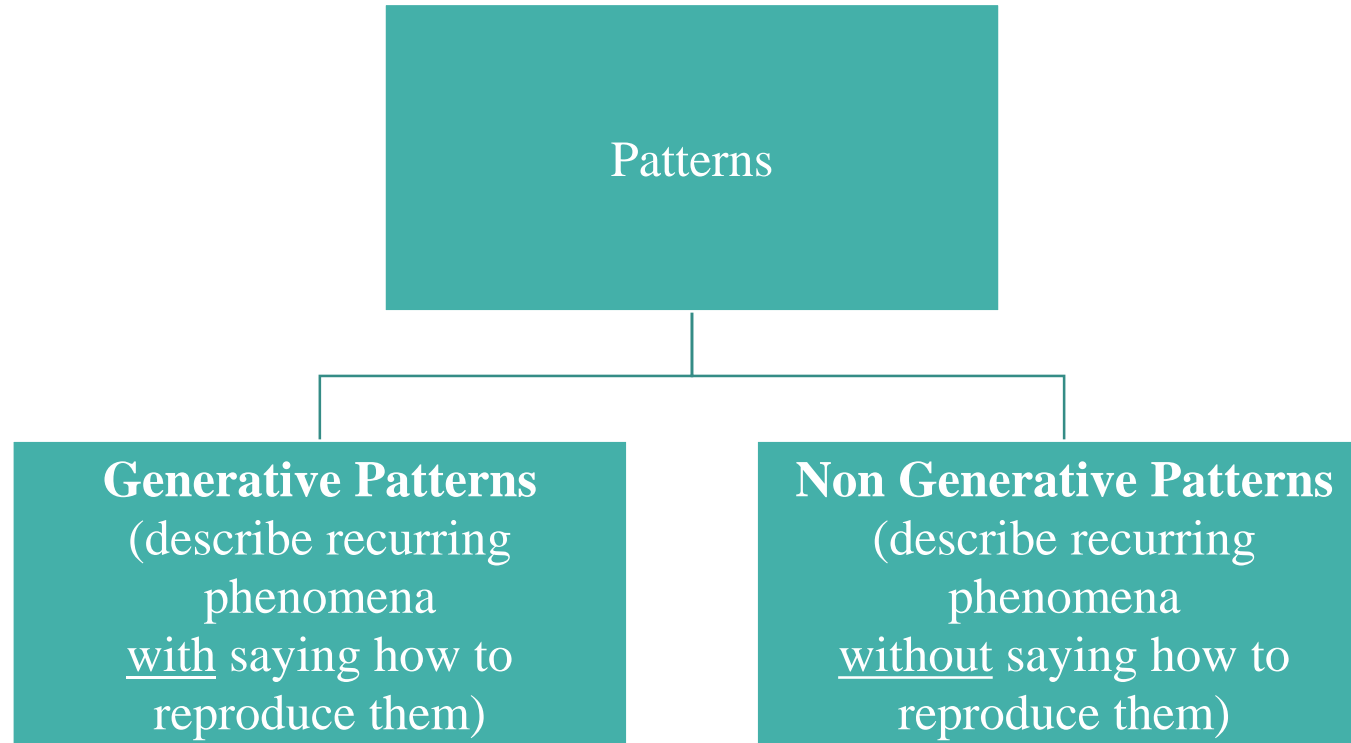 Patterns
Generative Patterns
(describe recurring
phenomena
with saying how to
reproduce them)
Non Generative Patterns
(describe recurring
phenomena
without saying how to
reproduce them)